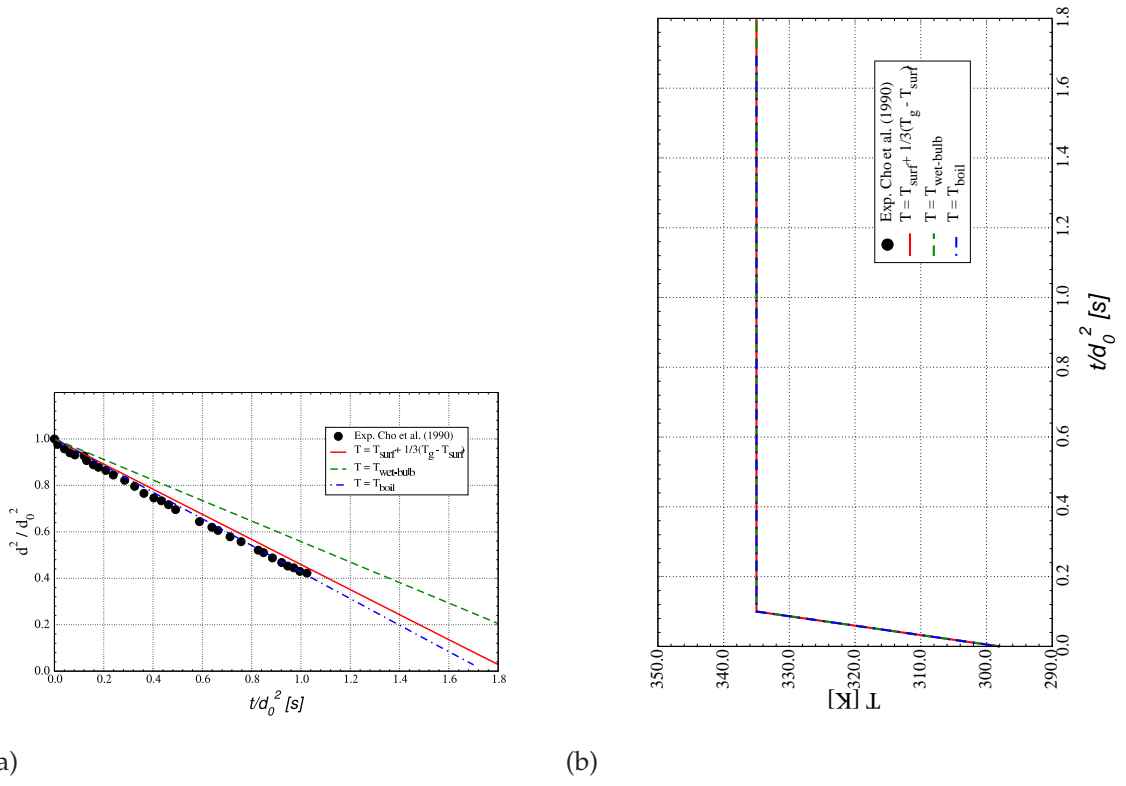 1.0
0.8
0.6
0.4
0.2
0.0
d² / d₀²
0.0 0.2 0.4 0.6 0.8 1.0 1.2 1.4 1.6 1.8
t/d₀² [s]
Exp. Cho et al. (1990)
T = T_surf + 1/3(T_g - T_surf)
T = T_wet-bulb
T = T_boil
a)
350.0
340.0
330.0
320.0
310.0
300.0
290.0
T [K]
0.0 0.2 0.4 0.6 0.8 1.0 1.2 1.4 1.6 1.8
t/d₀² [s]
Exp. Cho et al. (1990)
T = T_surf + 1/3(T_g - T_surf)
T = T_wet-bulb
T = T_boil
(b)